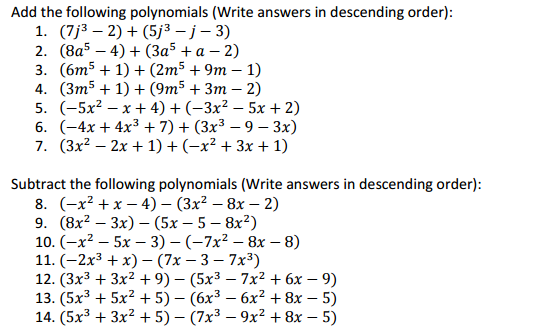 Add the following polynomials (Write answers in descending order):
1. (7j³ – 2) + (5j³ – j – 3)
2. (8a⁵ – 4) + (3a⁵ + a – 2)
3. (6m⁵ + 1) + (2m⁵ + 9m – 1)
4. (3m⁵ + 1) + (9m⁵ + 3m – 2)
5. (–5x² – x + 4) + (–3x² – 5x + 2)
6. (–4x + 4x³ + 7) + (3x³ – 9 – 3x)
7. (3x² – 2x + 1) + (–x² + 3x + 1)
Subtract the following polynomials (Write answers in descending order):
8. (–x² + x – 4) – (3x² – 8x – 2)
9. (8x² – 3x) – (5x – 5 – 8x²)
10. (–x² – 5x – 3) – (–7x² – 8x – 8)
11. (–2x³ + x) – (7x – 3 – 7x³)
12. (3x³ + 3x² + 9) – (5x³ – 7x² + 6x – 9)
13. (5x³ + 5x² + 5) – (6x³ – 6x² + 8x – 5)
14. (5x³ + 3x² + 5) – (7x³ – 9x² + 8x – 5)